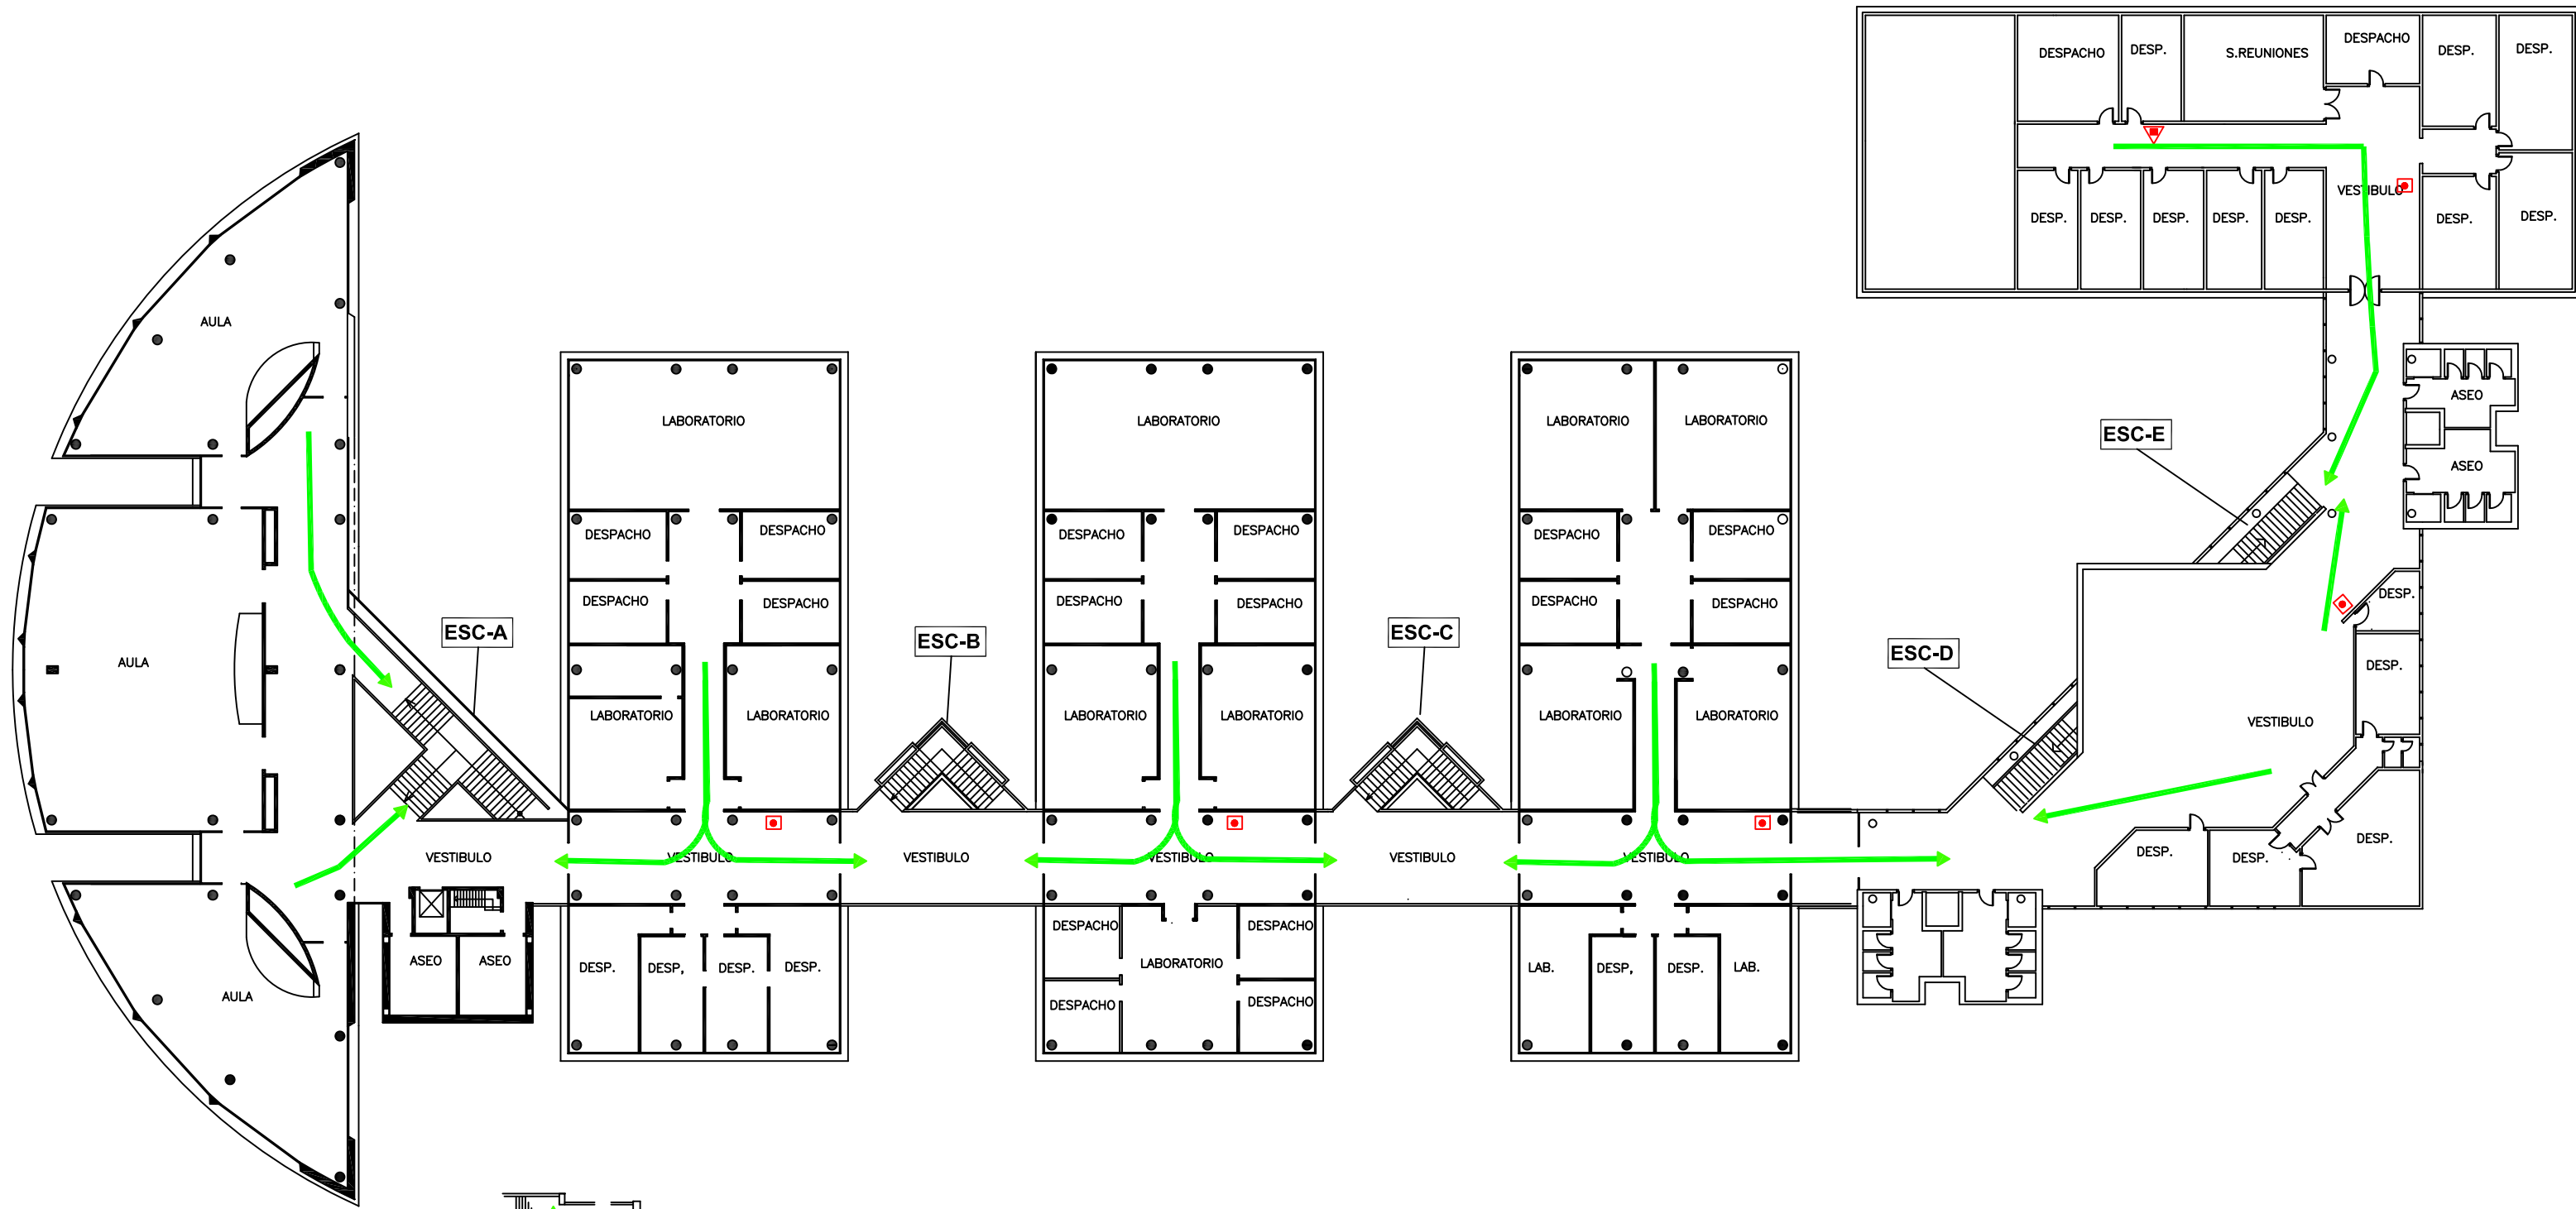 DESPACHO
DESP.
S.REUNIONES
DESPACHO
DESP.
DESP.
VESTIBULO
DESP.
DESP.
DESP.
DESP.
DESP.
DESP.
DESP.
AULA
LABORATORIO
LABORATORIO
LABORATORIO
LABORATORIO
ESC-E
ASEO
ASEO
DESPACHO
DESPACHO
DESPACHO
DESPACHO
DESPACHO
DESPACHO
DESPACHO
DESPACHO
DESPACHO
DESPACHO
DESPACHO
DESPACHO
DESP.
ESC-A
ESC-B
ESC-C
ESC-D
AULA
DESP.
LABORATORIO
LABORATORIO
LABORATORIO
LABORATORIO
LABORATORIO
LABORATORIO
VESTIBULO
VESTIBULO
VESTIBULO
VESTIBULO
VESTIBULO
VESTIBULO
VESTIBULO
DESP.
DESP.
DESP.
DESPACHO
DESPACHO
ASEO
ASEO
DESP.
DESP,
DESP.
DESP.
LABORATORIO
LAB.
DESP,
DESP.
LAB.
AULA
DESPACHO
DESPACHO